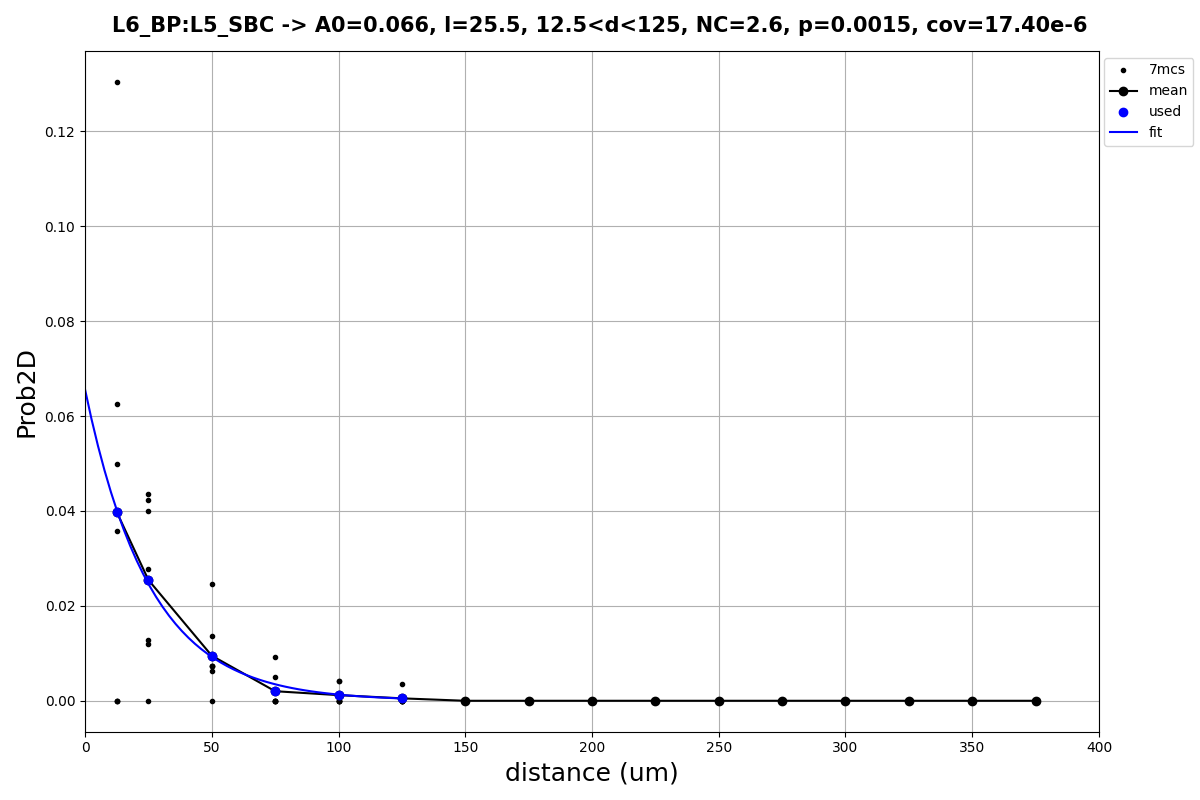 L6_BP:L5_SBC -> A0=0.066, l=25.5, 12.5<d<125, NC=2.6, p=0.0015, cov=17.40e-6
7mcs
mean
used
fit
Prob2D
0.12
0.10
0.08
0.06
0.04
0.02
0.00
0
50
100
150
200
250
300
350
400
distance (um)